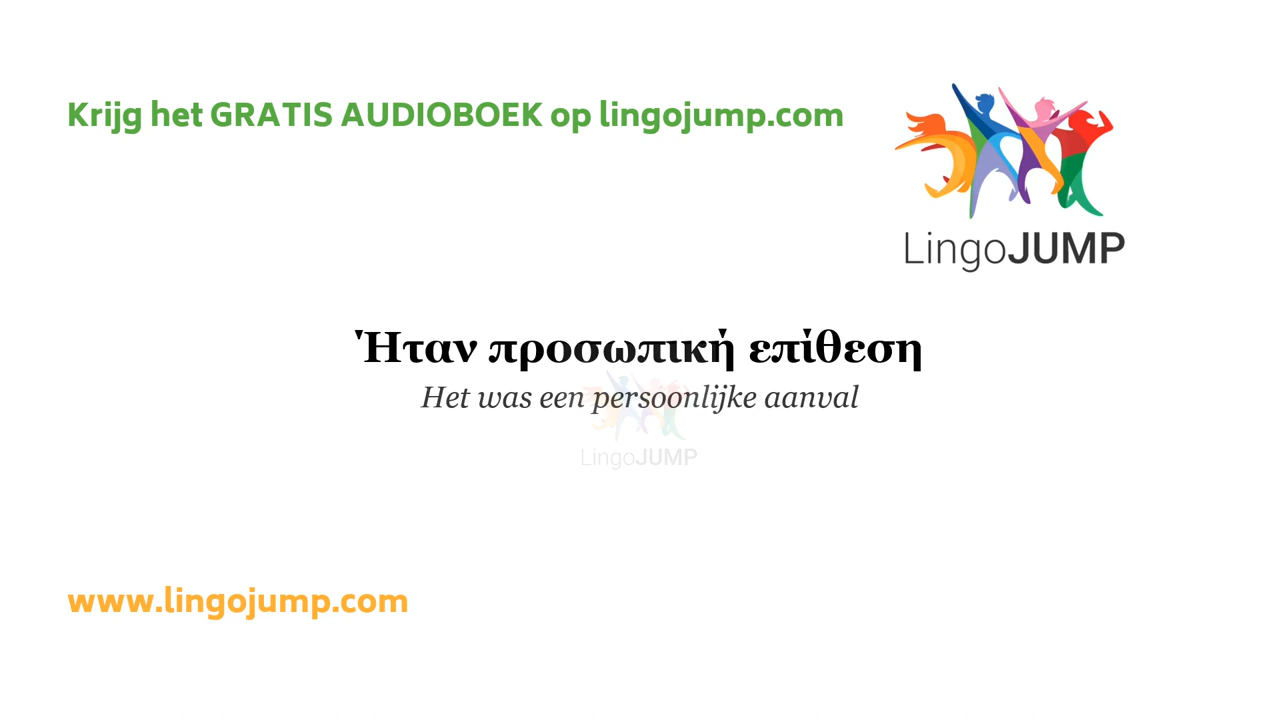 Krijg het GRATIS AUDIOBOEK op lingojump.com
LingoJUMP
Ήταν προσωπική επίθεση
Het was een persoonlijke aanval
LingoJUMP
www.lingojump.com